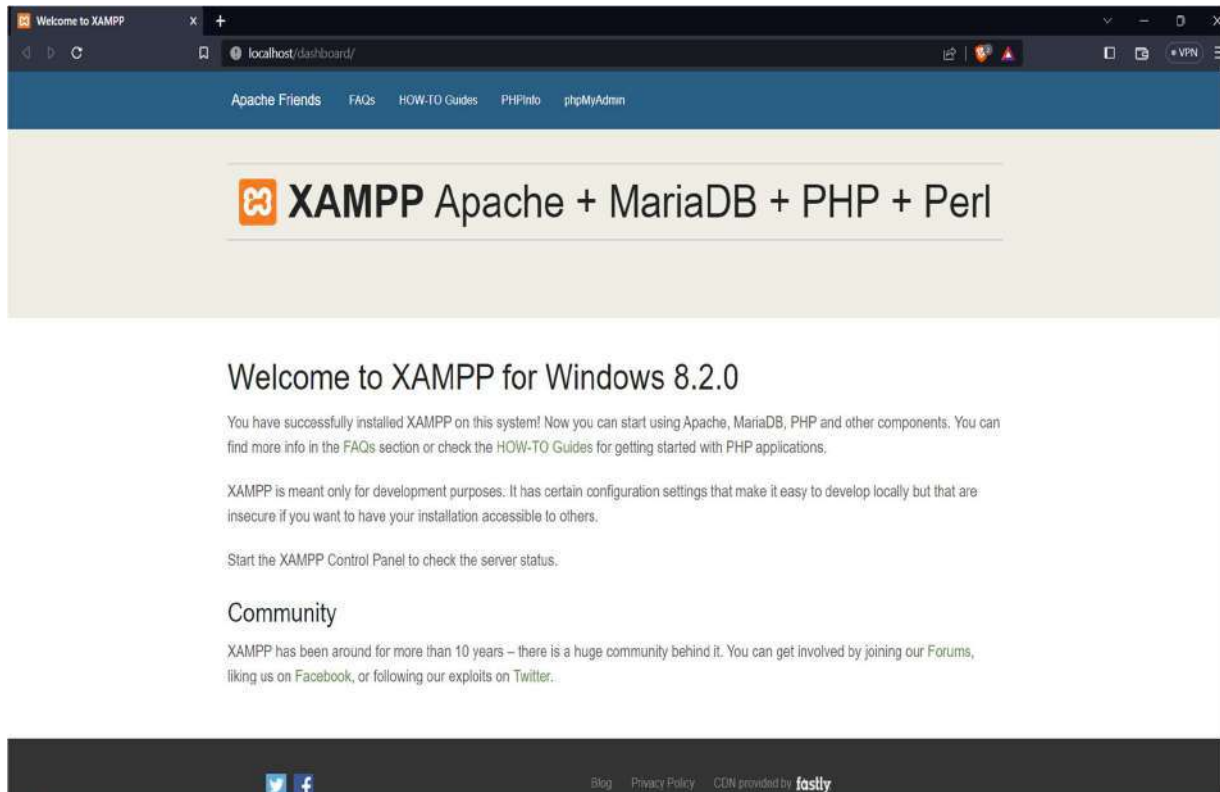 Welcome to XAMPP
localhost/dashboard/
VPN
Apache Friends FAQs HOW-TO Guides PHPInfo phpMyAdmin
XAMPP Apache + MariaDB + PHP + Perl
Welcome to XAMPP for Windows 8.2.0
You have successfully installed XAMPP on this system! Now you can start using Apache, MariaDB, PHP and other components. You can
find more info in the FAQs section or check the HOW-TO Guides for getting started with PHP applications.
XAMPP is meant only for development purposes. It has certain configuration settings that make it easy to develop locally but that are
insecure if you want to have your installation accessible to others.
Start the XAMPP Control Panel to check the server status.
Community
XAMPP has been around for more than 10 years – there is a huge community behind it. You can get involved by joining our Forums,
liking us on Facebook, or following our exploits on Twitter.
Blog Privacy Policy CDN provided by fastly